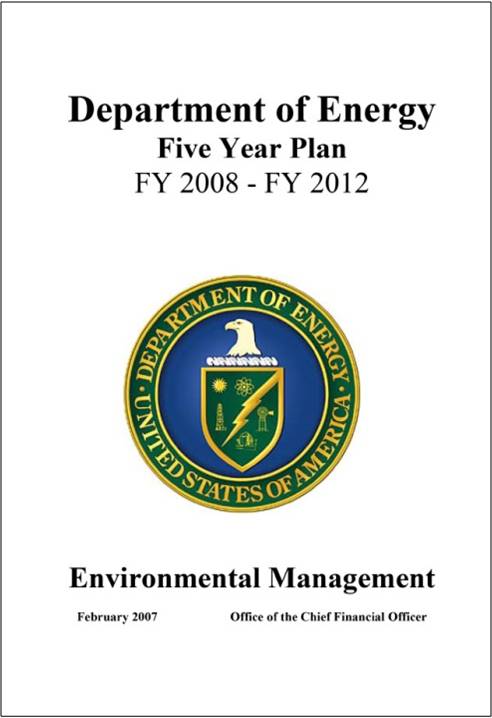 Department of Energy
Five Year Plan
FY 2008 - FY 2012
DEPARTMENT OF ENERGY
UNITED STATES OF AMERICA
Environmental Management
February 2007 Office of the Chief Financial Officer